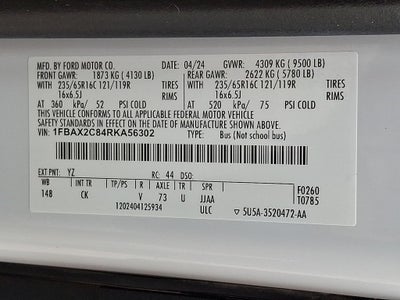 MFD. BY FORD MOTOR CO. 04/24 GVWR: 4309 KG (9500 LB)
FRONT GAWR: 1873 KG (4130 LB) REAR GAWR: 2622 KG (5780 LB)
235/65R16C 121/119R TIRES 235/65R16C 121/119R TIRES
16x6.5J RIMS 16x6.5J RIMS
AT 360 kPa/ 52 PSI COLD AT 520 kPa/ 75 PSI COLD
THIS VEHICLE CONFORMS TO ALL APPLICABLE FEDERAL MOTOR VEHICLE
SAFETY STANDARDS IN EFFECT ON THE DATE OF MANUFACTURE SHOWN ABOVE.
VIN: 1FBAX2C84RKA56302 TYPE: Bus (Not school bus)
EXT PNT: YZ RC: 44 DSO:
WB INT TR TP/PS R AXLE TR SPR F0260
148 CK V 73 U JJAA T0785
1202404125934 ULC ▽ 5U5A-3520472-AA